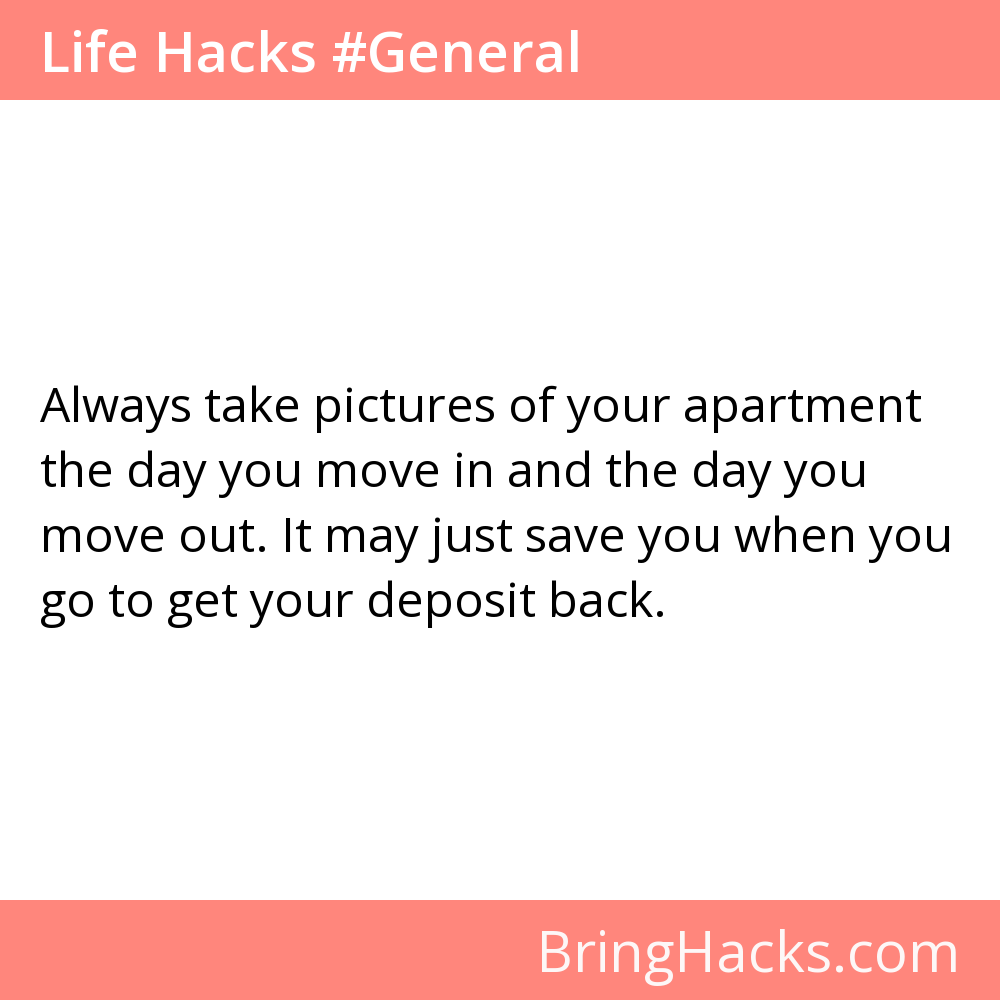 Life Hacks #General
Always take pictures of your apartment
the day you move in and the day you
move out. It may just save you when you
go to get your deposit back.
BringHacks.com